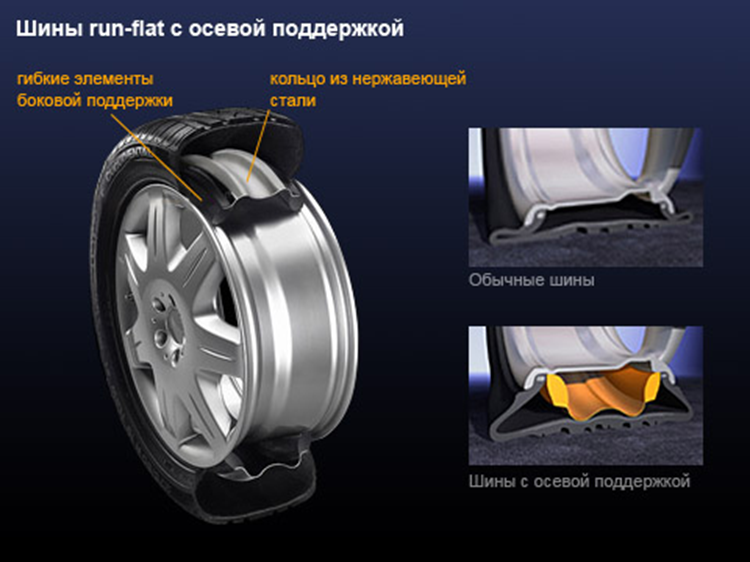 Шины run-flat с осевой поддержкой
гибкие элементы
боковой поддержки
кольцо из нержавеющей
стали
Обычные шины
Шины с осевой поддержкой